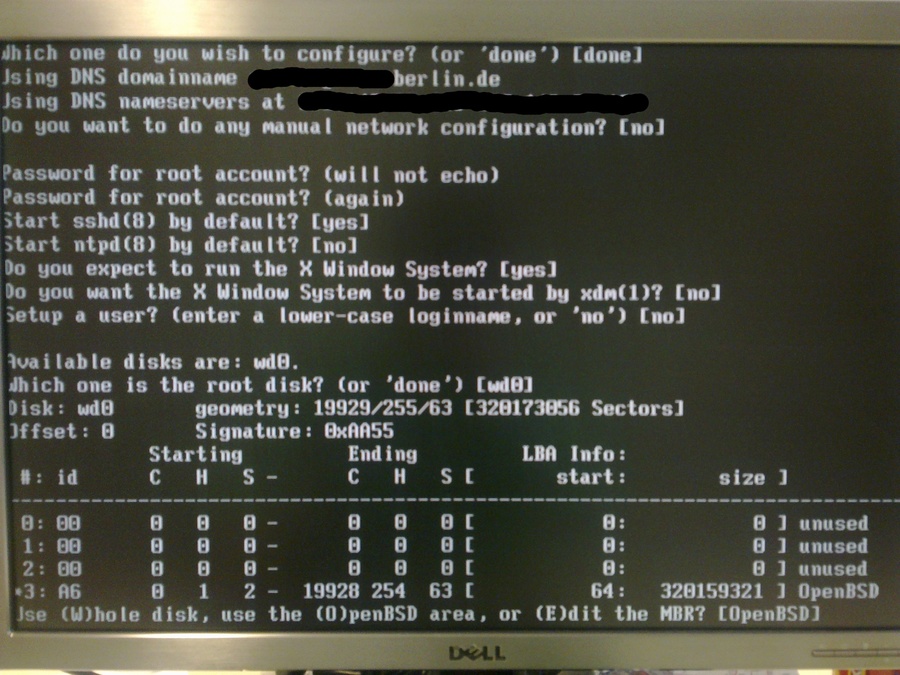 Which one do you wish to configure? (or 'done') [done]
Using DNS domainname berlin.de
Using DNS nameservers at
Do you want to do any manual network configuration? [no]
Password for root account? (will not echo)
Password for root account? (again)
Start sshd(8) by default? [yes]
Start ntpd(8) by default? [no]
Do you expect to run the X Window System? [yes]
Do you want the X Window System to be started by xdm(1)? [no]
Setup a user? (enter a lower-case loginname, or 'no') [no]
Available disks are: wd0.
Which one is the root disk? (or 'done') [wd0]
Disk: wd0 geometry: 19929/255/63 [320173056 Sectors]
Offset: 0 Signature: 0xAA55
Starting Ending LBA Info:
#: id C H S - C H S [ start: size ]
--------------------------------------------------------------------------------
0: 00 0 0 0 - 0 0 0 [ 0: 0 ] unused
1: 00 0 0 0 - 0 0 0 [ 0: 0 ] unused
2: 00 0 0 0 - 0 0 0 [ 0: 0 ] unused
*3: A6 0 1 2 - 19928 254 63 [ 64: 320159321 ] OpenBSD
Use (W)hole disk, use the (O)penBSD area, or (E)dit the MBR? [OpenBSD]
DELL